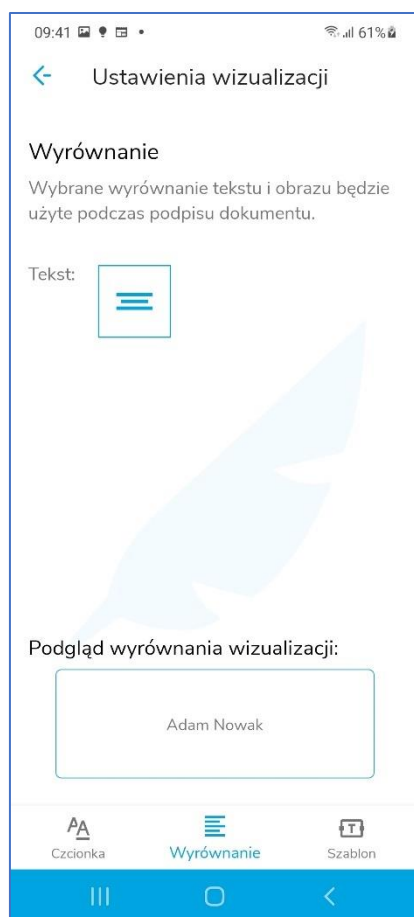 09:41 61%
Ustawienia wizualizacji
Wyrównanie
Wybrane wyrównanie tekstu i obrazu będzie
użyte podczas podpisu dokumentu.
Tekst:
Podgląd wyrównania wizualizacji:
Adam Nowak
AA T
Czcionka Wyrównanie Szablon